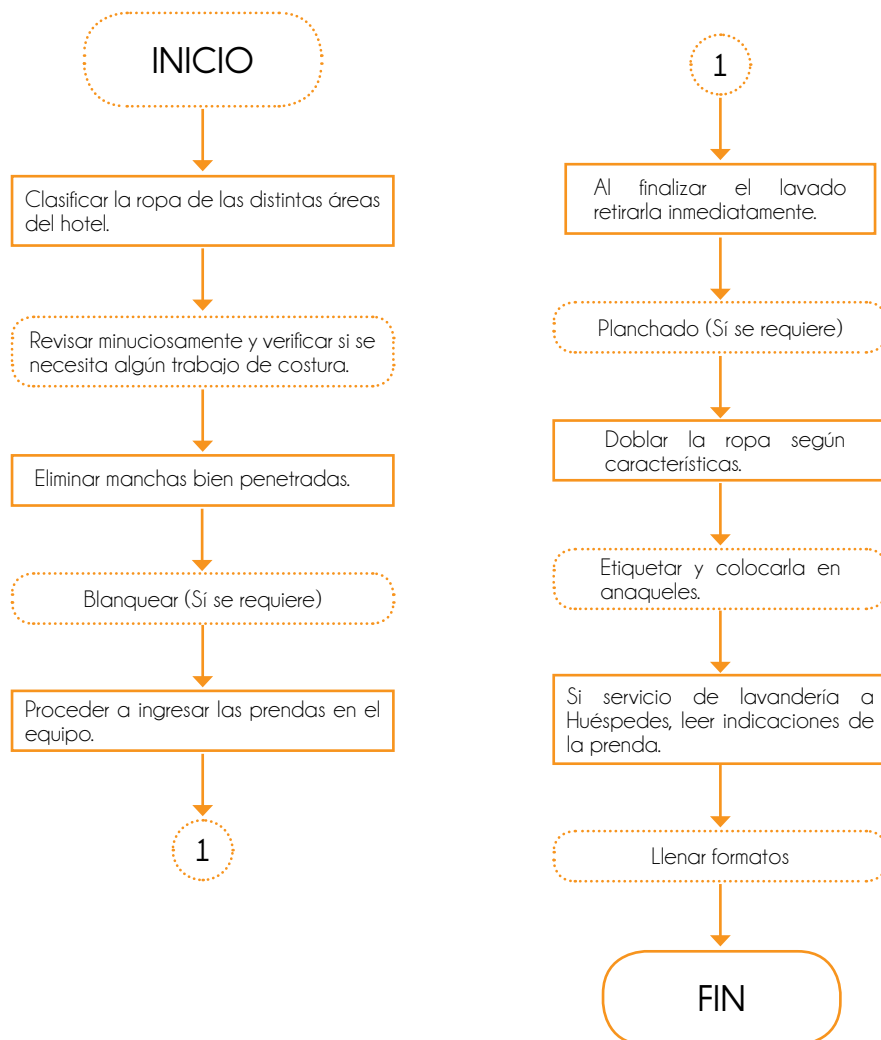 INICIO
Clasificar la ropa de las distintas áreas
del hotel.
Revisar minuciosamente y verificar si se
necesita algún trabajo de costura.
Eliminar manchas bien penetradas.
Blanquear (Sí se requiere)
Proceder a ingresar las prendas en el
equipo.
1
1
Al finalizar el lavado
retirarla inmediatamente.
Planchado (Sí se requiere)
Doblar la ropa según
características.
Etiquetar y colocarla en
anaqueles.
Si servicio de lavandería a
Huéspedes, leer indicaciones de
la prenda.
Llenar formatos
FIN